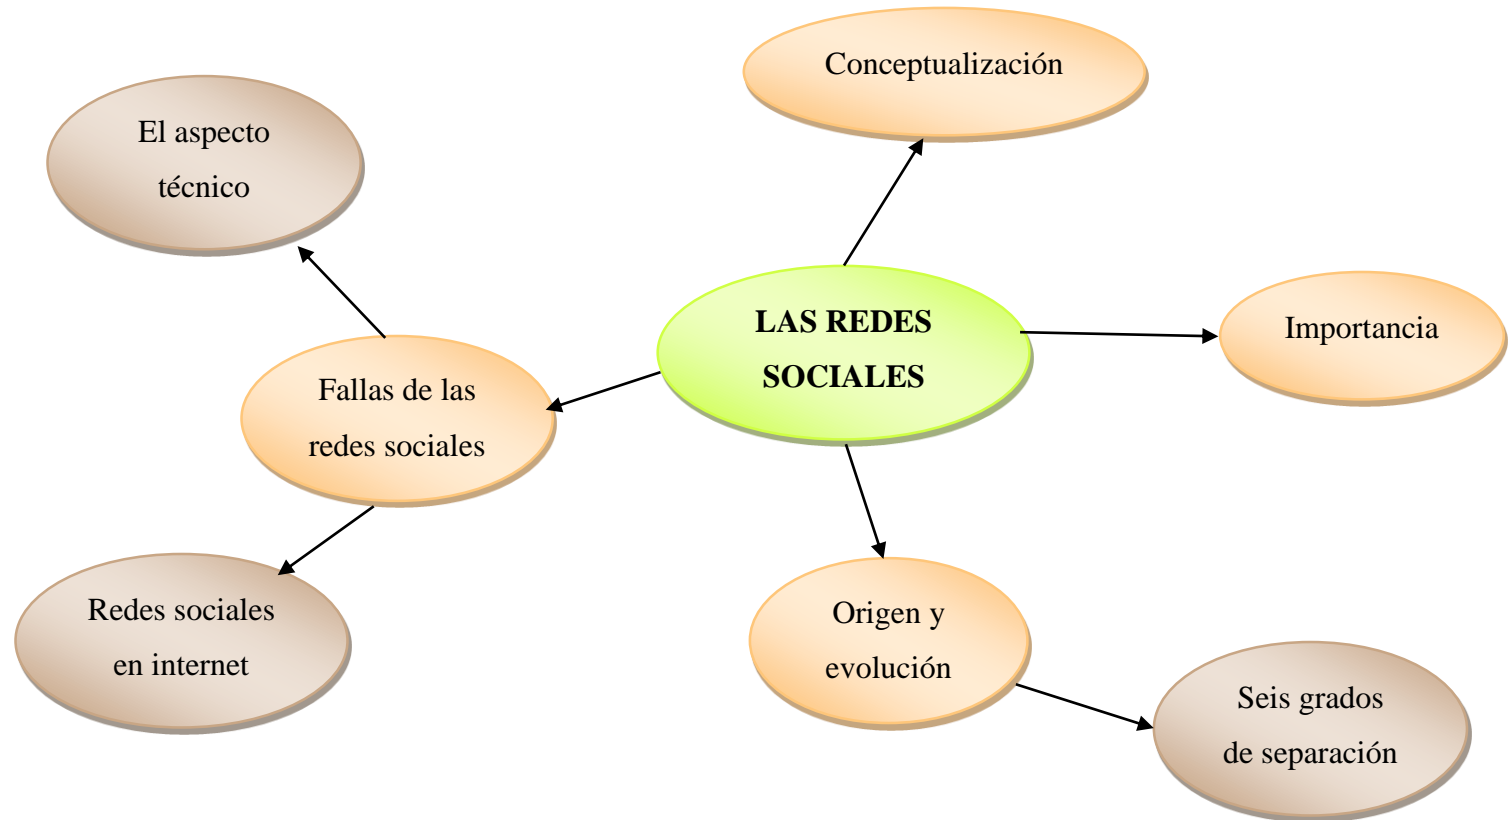 Conceptualización
El aspecto
técnico
LAS REDES
SOCIALES
Importancia
Fallas de las
redes sociales
Redes sociales
en internet
Origen y
evolución
Seis grados
de separación